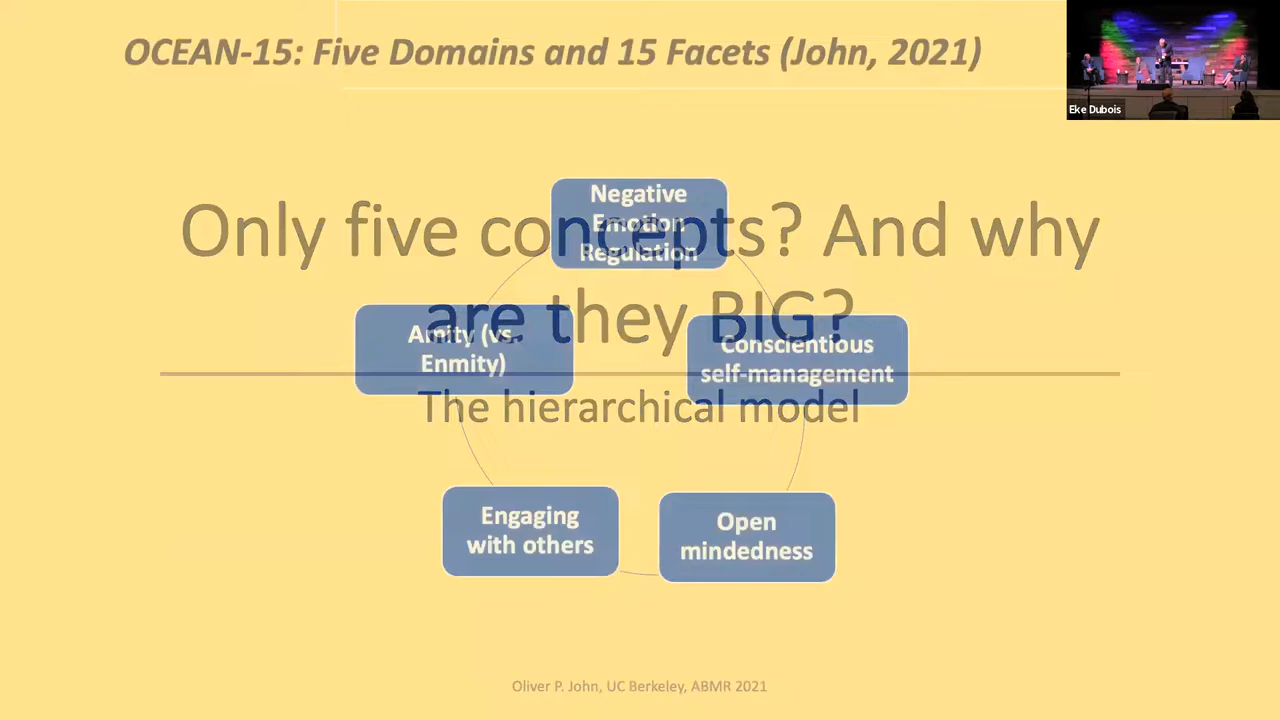 OCEAN-15: Five Domains and 15 Facets (John, 2021)
Eke Dubois
Only five concepts? And why
are they BIG?
The hierarchical model
Negative
Emotion
Regulation
Amity (vs.
Enmity)
Conscientious
self-management
Engaging
with others
Open
mindedness
Oliver P. John, UC Berkeley, ABMR 2021